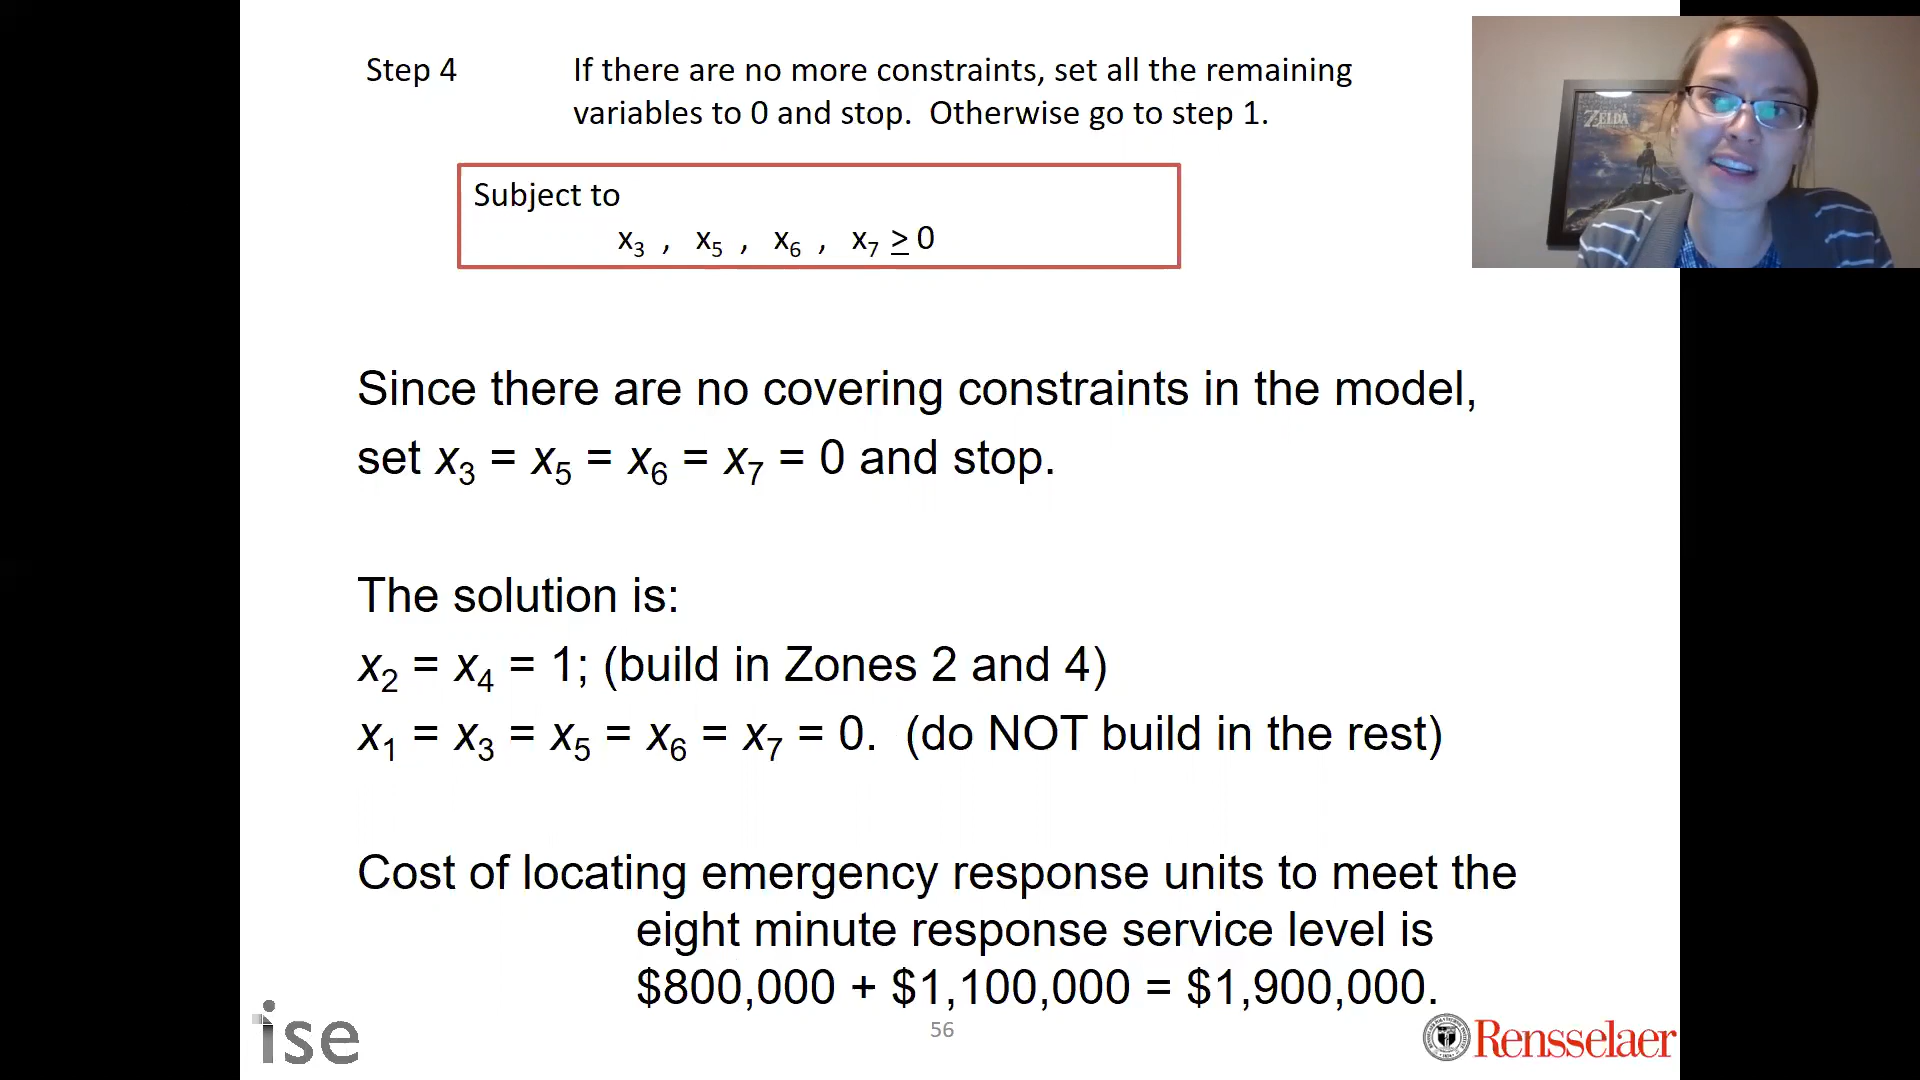 Step 4 If there are no more constraints, set all the remaining
variables to 0 and stop. Otherwise go to step 1.
Subject to
x3 , x5 , x6 , x7 ≥ 0
Since there are no covering constraints in the model,
set x3 = x5 = x6 = x7 = 0 and stop.
The solution is:
x2 = x4 = 1; (build in Zones 2 and 4)
x1 = x3 = x5 = x6 = x7 = 0. (do NOT build in the rest)
Cost of locating emergency response units to meet the
eight minute response service level is
$800,000 + $1,100,000 = $1,900,000.
56
ise
Rensselaer
ZELDA